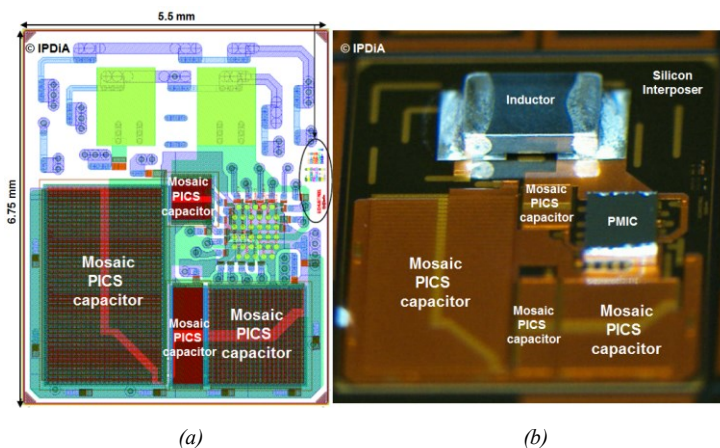 5.5 mm
© IPDiA
6.75 mm
Mosaic
PICS
capacitor
Mosaic
PICS
capacitor
Mosaic
PICS
capacitor
Mosaic
PICS
capacitor
(a)
© IPDiA
Silicon
Interposer
Inductor
Mosaic
PICS
capacitor
PMIC
Mosaic
PICS
capacitor
Mosaic
PICS
capacitor
Mosaic
PICS
capacitor
(b)